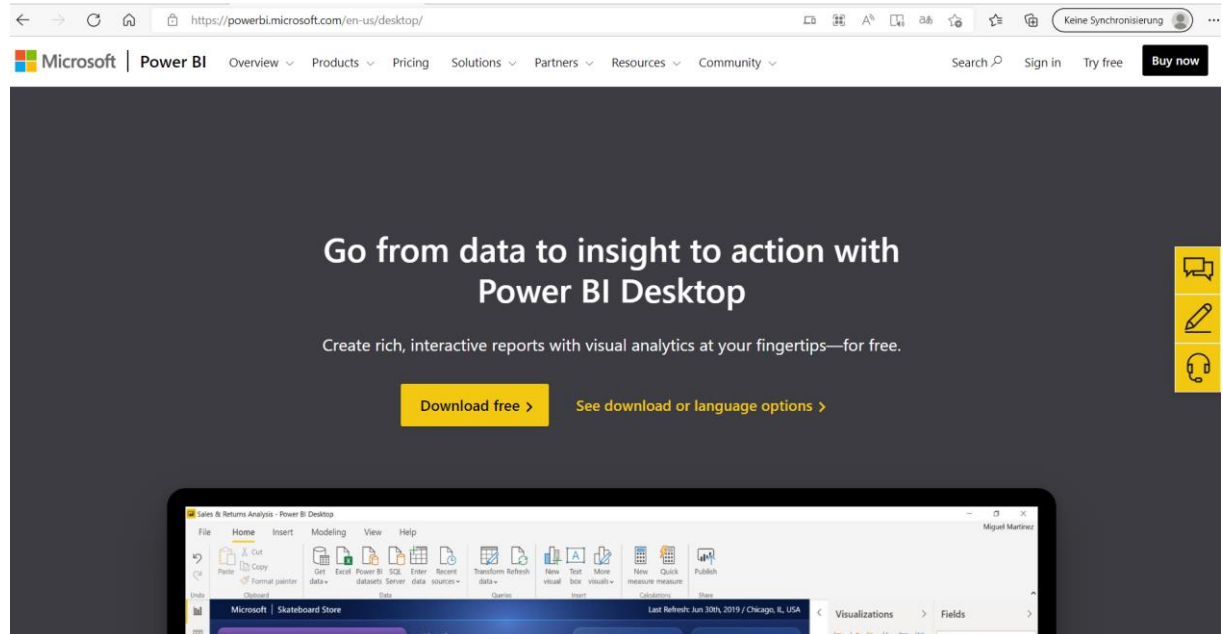 https://powerbi.microsoft.com/en-us/desktop/
Keine Synchronisierung
Microsoft | Power BI Overview Products Pricing Solutions Partners Resources Community Search Sign in Try free Buy now
Go from data to insight to action with
Power BI Desktop
Create rich, interactive reports with visual analytics at your fingertips—for free.
Download free >
See download or language options >
Sales & Returns Analysis - Power BI Desktop
Miguel Martinez
File Home Insert Modeling View Help
Cut
Copy
Format painter
Paste
Get data
Excel
Power BI datasets
SQL Server
Enter data
Recent sources
Transform data
Refresh
New visual
Text box
More visuals
New measure
Quick measure
Publish
Undo Clipboard Data Queries Insert Calculations Share
Microsoft | Skateboard Store
Last Refresh: Jun 30th, 2019 / Chicago, IL, USA
Visualizations
Fields